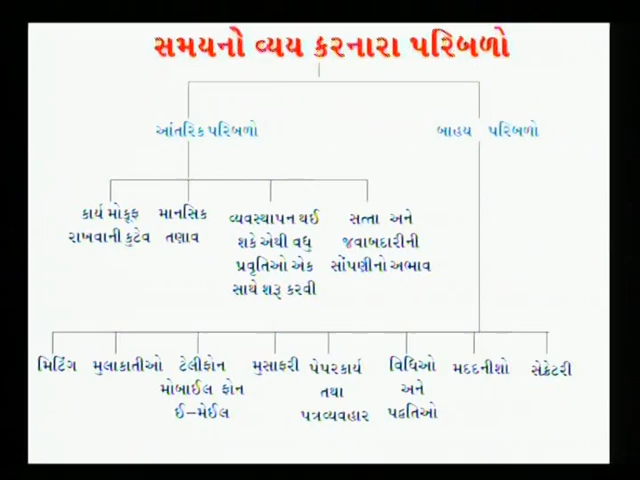 સમયનો વ્યય કરનારા પરિબળો
આંતરિક પરિબળો
બાહય પરિબળો
કાર્ય મોકૂફ
રાખવાની કુટેવ
માનસિક
તણાવ
વ્યવસ્થાપન થઈ
શકે એથી વધુ
પ્રવૃતિઓ એક
સાથે શરૂ કરવી
સત્તા અને
જવાબદારીની
સોંપણીનો અભાવ
મિટિંગ
મુલાકાતીઓ
ટેલીફોન
મોબાઈલ ફોન
ઈ-મેઈલ
મુસાફરી
પેપરકાર્ય
તથા
પત્રવ્યવહાર
વિધિઓ
અને
પદ્ધતિઓ
મદદનીશો
સેક્રેટરી